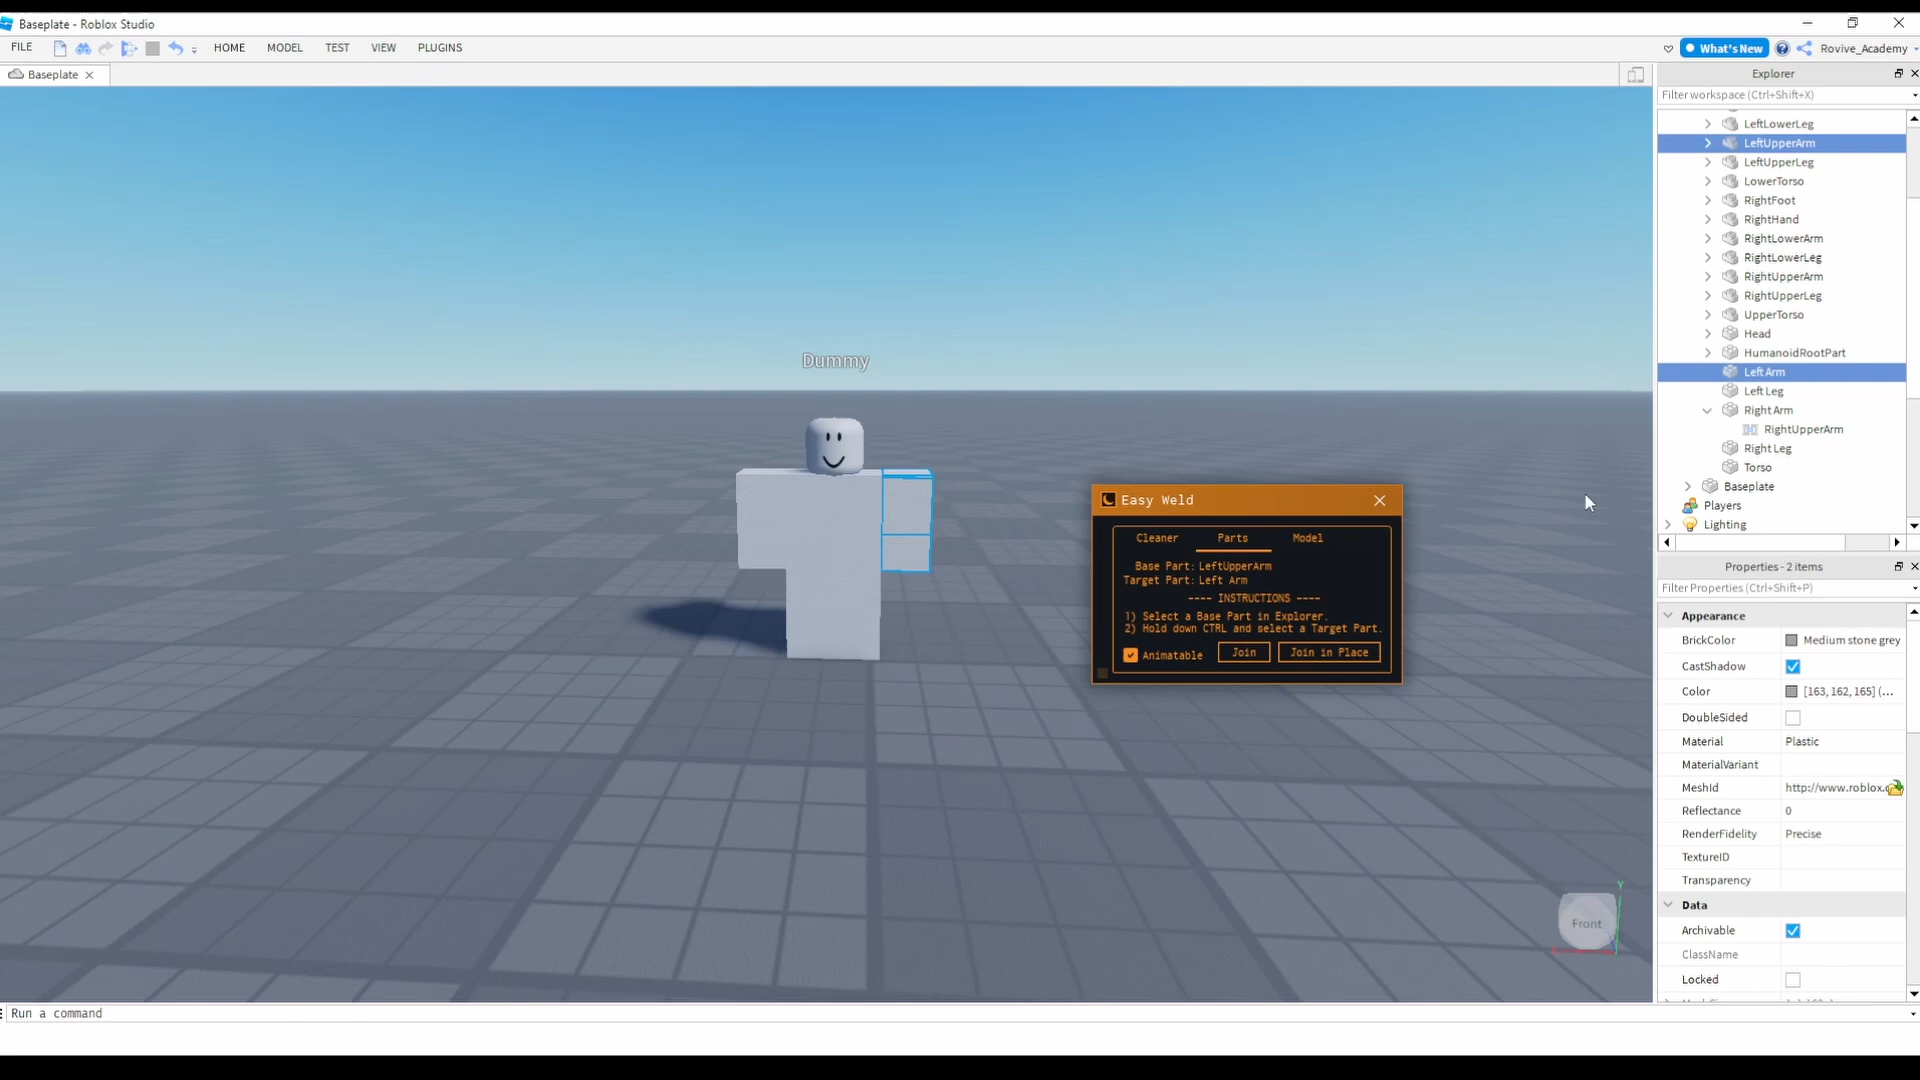 Baseplate - Roblox Studio
FILE HOME MODEL TEST VIEW PLUGINS What's New Rovive_Academy
Baseplate
Explorer
Filter workspace (Ctrl+Shift+X)
LeftLowerLeg
LeftUpperArm
LeftUpperLeg
LowerTorso
RightFoot
RightHand
RightLowerArm
RightLowerLeg
RightUpperArm
RightUpperLeg
UpperTorso
Head
HumanoidRootPart
Left Arm
Left Leg
Right Arm
RightUpperArm
Right Leg
Torso
Baseplate
Players
Lighting
Dummy
Easy Weld
Cleaner Parts Model
Base Part: LeftUpperArm
Target Part: Left Arm
---- INSTRUCTIONS ----
1) Select a Base Part in Explorer.
2) Hold down CTRL and select a Target Part.
Animatable Join Join in Place
Properties - 2 items
Filter Properties (Ctrl+Shift+P)
Appearance
BrickColor Medium stone grey
CastShadow
Color [163, 162, 165] (...
DoubleSided
Material Plastic
MaterialVariant
MeshId http://www.roblox.c
Reflectance 0
RenderFidelity Precise
TextureID
Transparency
Data
Archivable
ClassName
Locked
Front
Y
Run a command